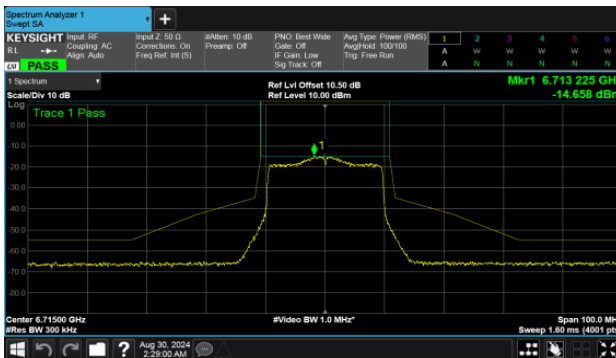 Spectrum Analyzer 1
Swept SA
+
KEYSIGHT
RL
LXI PASS
Input: RF
Coupling: AC
Align: Auto
Input Z: 50 Ω
Corrections: On
Freq Ref: Int (S)
#Atten: 10 dB
Preamp: Off
PNO: Best Wide
Gate: Off
IF Gain: Low
Sig Track: Off
Avg Type: Power (RMS)
Avg|Hold: 100/100
Trig: Free Run
1 2 3 4 5 6
A W W W W W
A N N N N N
1 Spectrum
Scale/Div 10 dB
Ref Lvl Offset 10.50 dB
Ref Level 10.00 dBm
Mkr1 6.713 225 GH
-14.658 dB
Log
Trace 1 Pass
0.00
-10.0
-20.0
-30.0
-40.0
-50.0
-60.0
-70.0
-80.0
1
Center 6.71500 GHz
#Res BW 300 kHz
#Video BW 1.0 MHz*
Span 100.0 M
Sweep 1.60 ms (4001 pt
?
Aug 30, 2024
2:29:00 AM